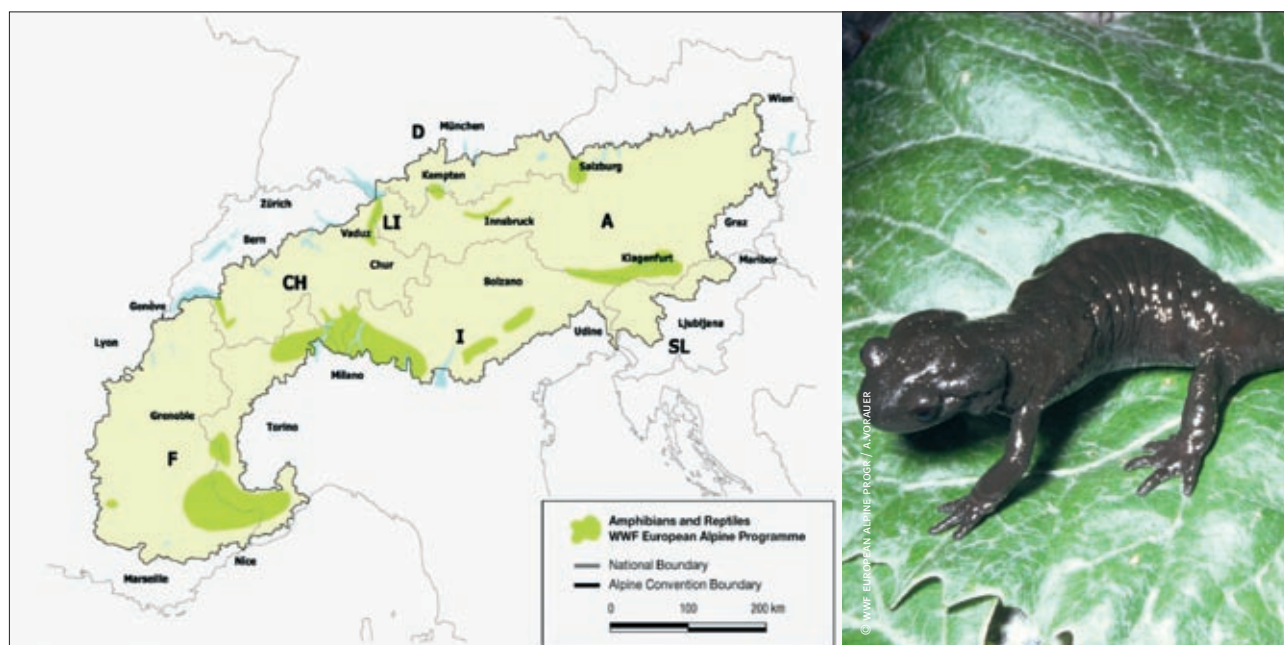 Wien
D
München
Kempten
Salzburg
Zürich
LI
Innsbruck
A
Vaduz
Graz
Bern
Klagenfurt
Maribor
Chur
CH
Bolzano
Genève
Ljubljana
Lyon
I
Udine
SL
Milano
Grenoble
Torino
F
Nice
Marseille
Amphibians and Reptiles
WWF European Alpine Programme
National Boundary
Alpine Convention Boundary
0 100 200 km
© WWF EUROPEAN ALPINE PROGR. / A.VORAUER